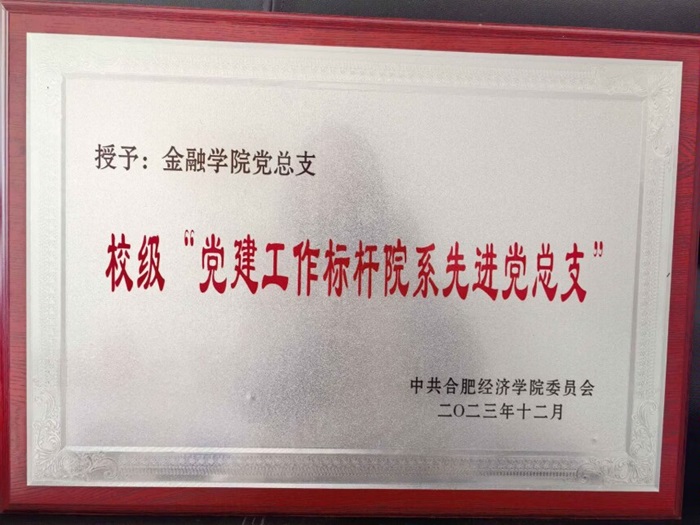 授予：金融学院党总支
校级“党建工作标杆院系先进党总支”
中共合肥经济学院委员会
二〇二三年十二月